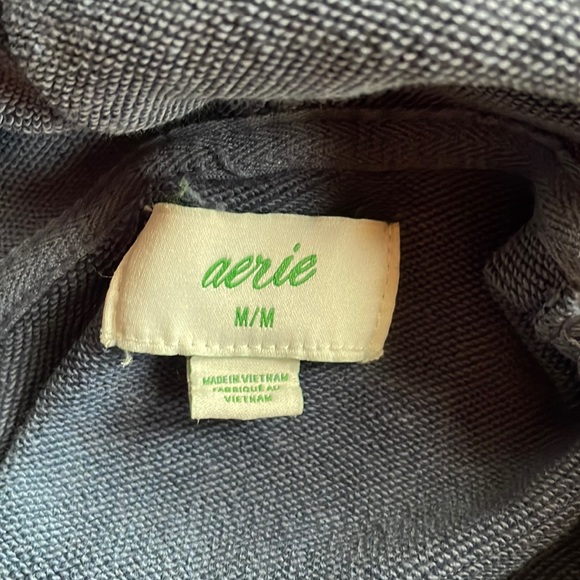 aerie
M/M
MADE IN VIETNAM
FABRIQUÉ AU
VIETNAM